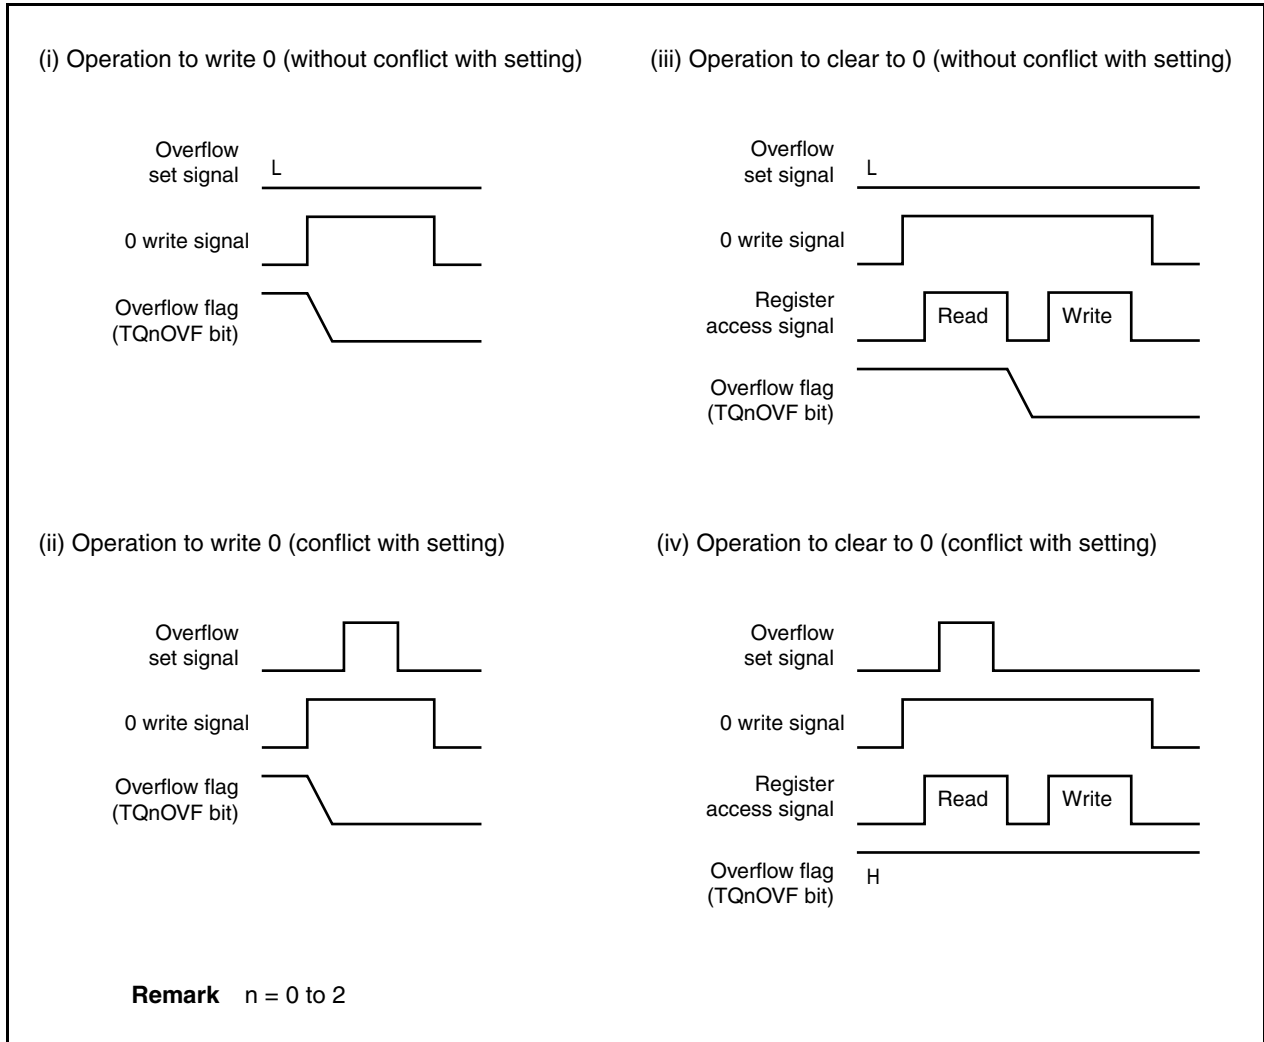 (i) Operation to write 0 (without conflict with setting)
Overflow
set signal
L
0 write signal
Overflow flag
(TQnOVF bit)
(iii) Operation to clear to 0 (without conflict with setting)
Overflow
set signal
L
0 write signal
Register
access signal
Read
Write
Overflow flag
(TQnOVF bit)
(ii) Operation to write 0 (conflict with setting)
Overflow
set signal
0 write signal
Overflow flag
(TQnOVF bit)
(iv) Operation to clear to 0 (conflict with setting)
Overflow
set signal
0 write signal
Register
access signal
Read
Write
Overflow flag
(TQnOVF bit)
H
Remark n = 0 to 2